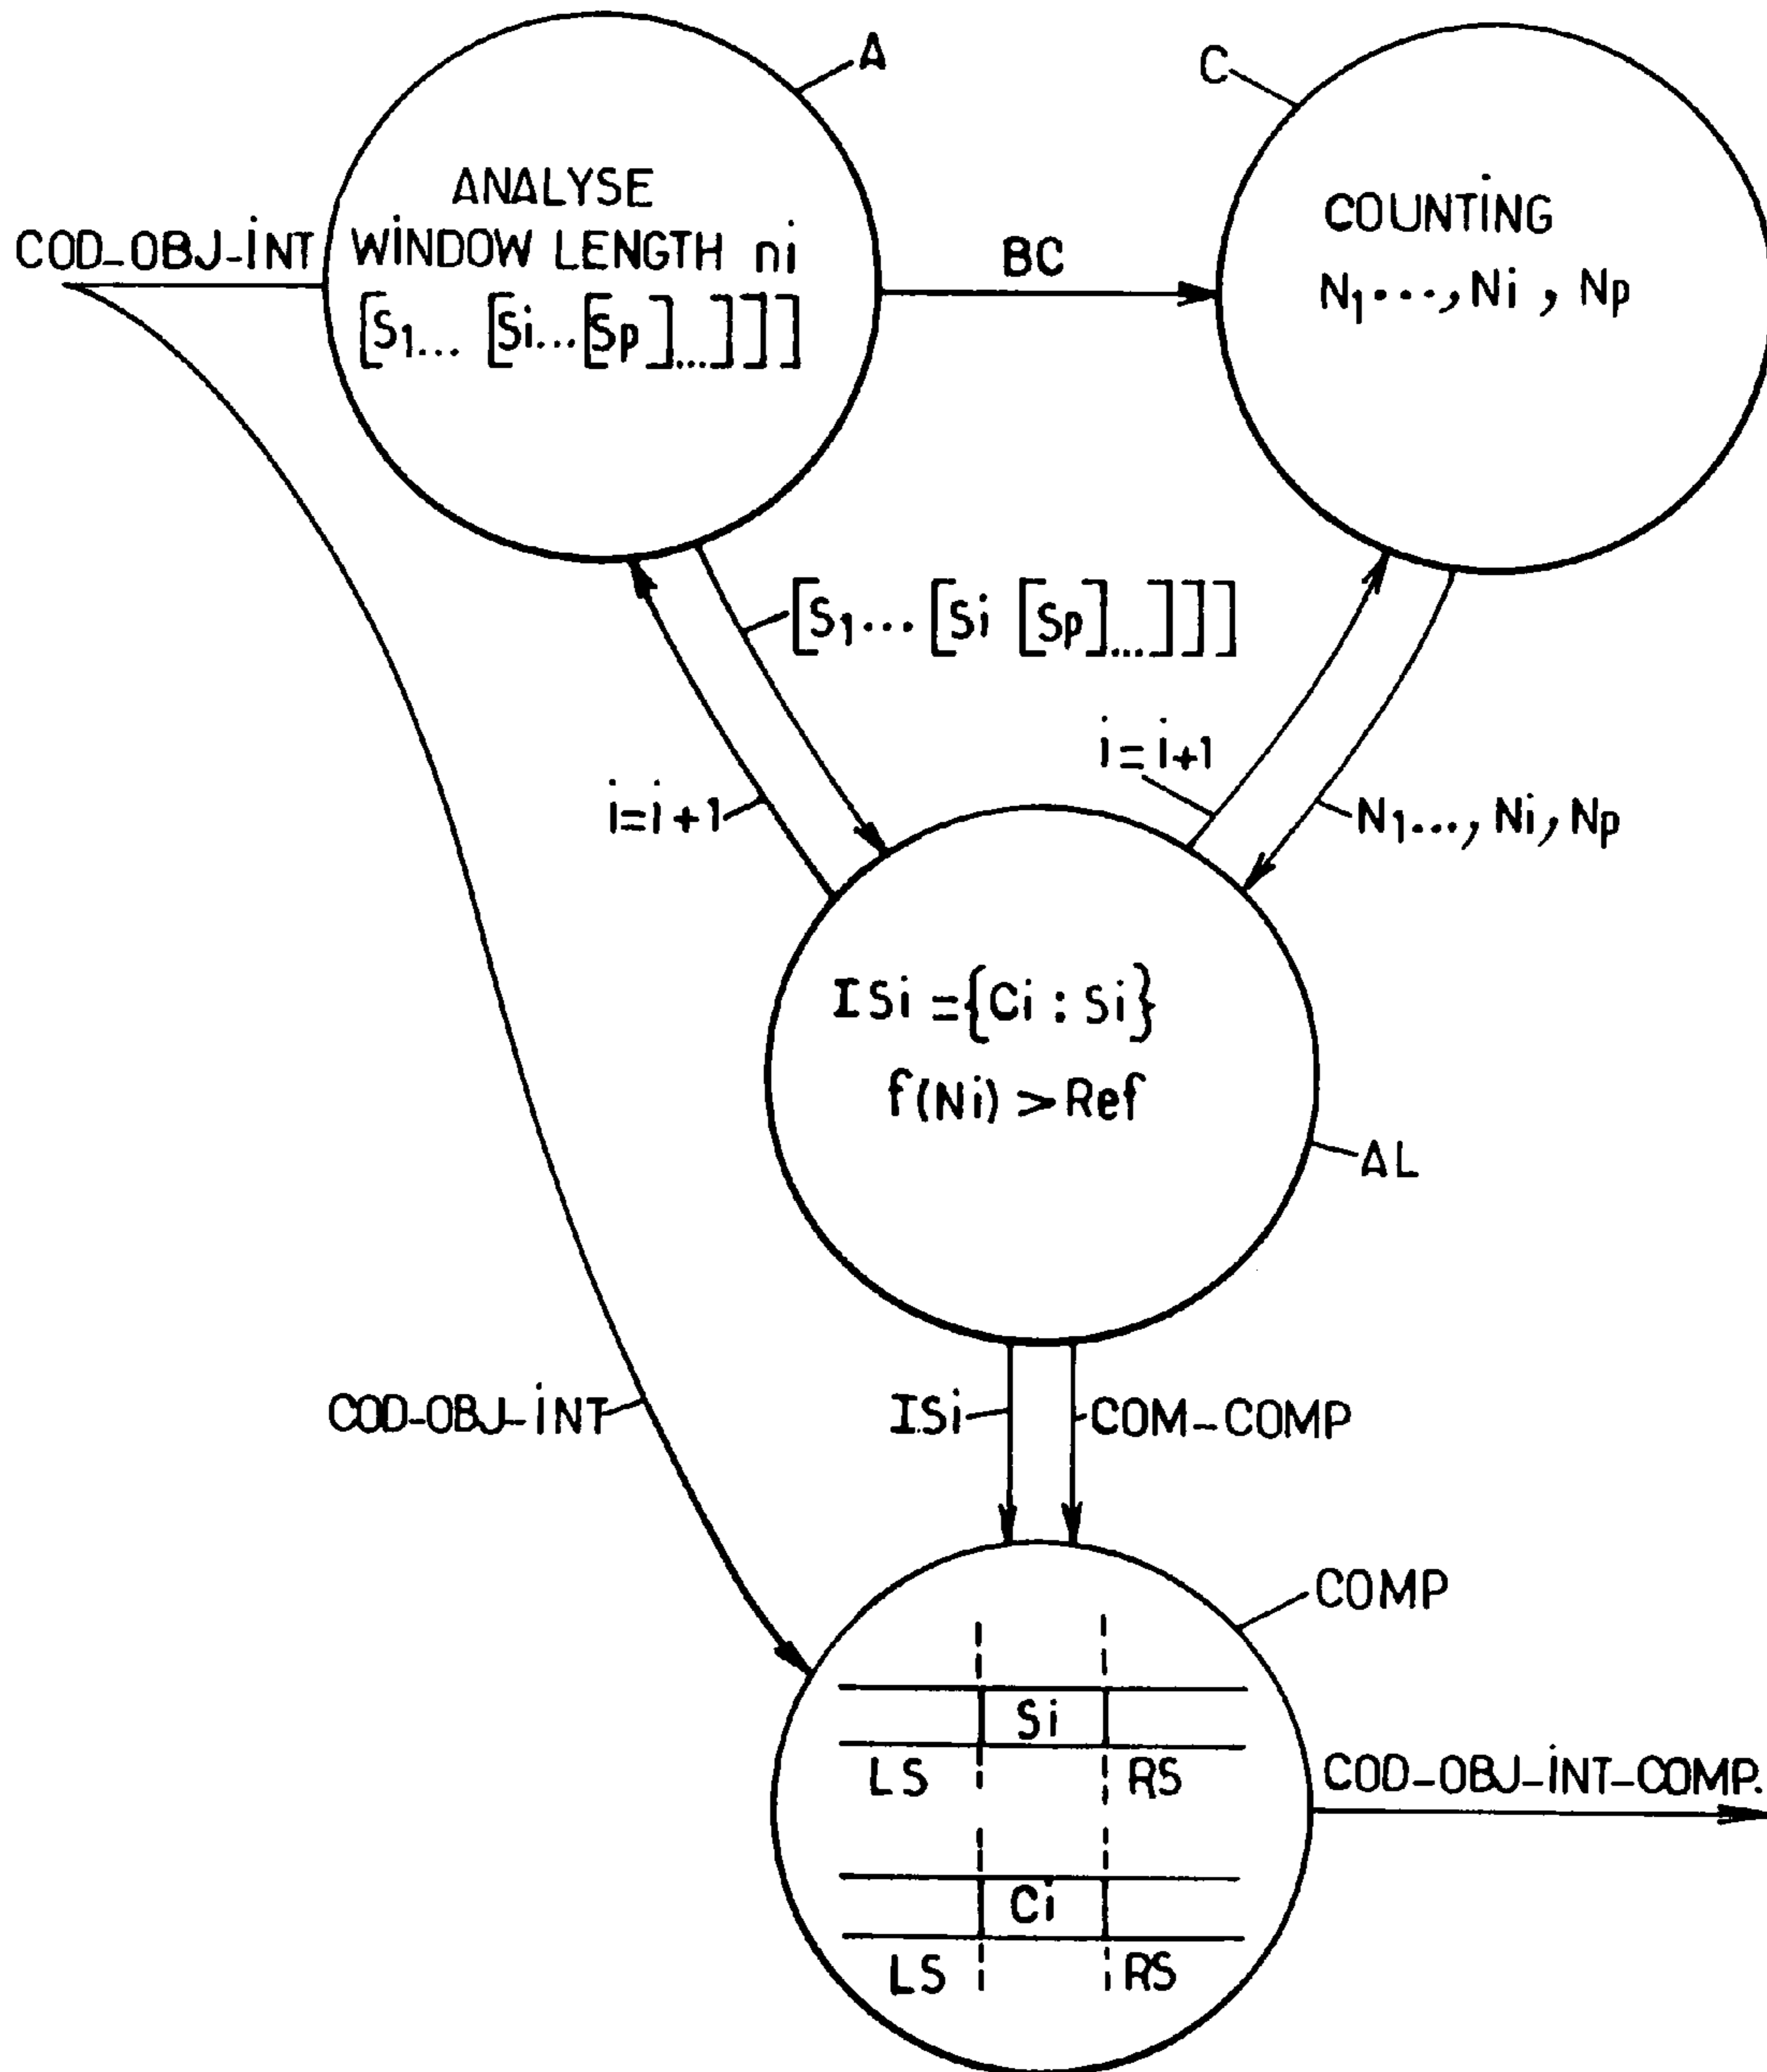 A
C
ANALYSE
COUNTING
COD_OBJ-INT
WINDOW LENGTH ni
BC
N1...,Ni , Np
[S1... [Si...[Sp]...]]]
[S1...[Si [Sp]...]]]
i=i+1
i=i+1
N1...,Ni,Np
ISi={Ci:Si}
f(Ni)>Ref
AL
COD-OBJ-INT
ISi
COM-COMP
COMP
Si
LS
RS
COD_OBJ-INT-COMP.
Ci
LS
RS